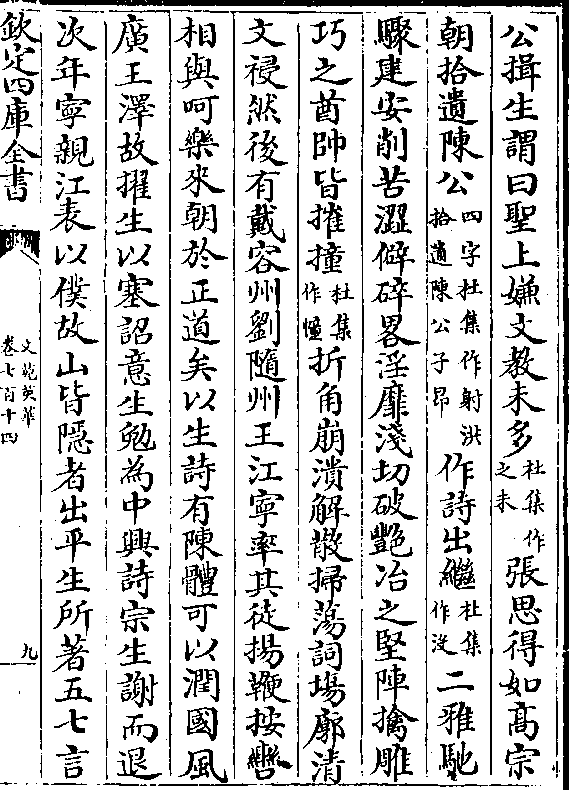 公揖生謂曰聖上嫌文教未多杜集作之未張思得如髙宗
朝拾遺陳公四字杜集作射洪拾遺陳公子昂作詩出繼杜集作没二雅馳
驟建安削苦澀僻碎畧淫靡淺切破艷冶之堅陣擒雕
巧之酋帥皆摧撞杜集作憧折角崩潰解散掃蕩詞場廓清
文祲然後有戴容州劉隨州王江寧率其徒揚鞭按轡
相與呵樂來朝於正道矣以生詩有陳體可以潤國風
廣王澤故擢生以塞詔意生勉為中興詩宗生謝而退
次年寧親江表以僕故山皆隱者出平生所著五七言
欽定四庫全書
文苑英華
卷七百十四
九